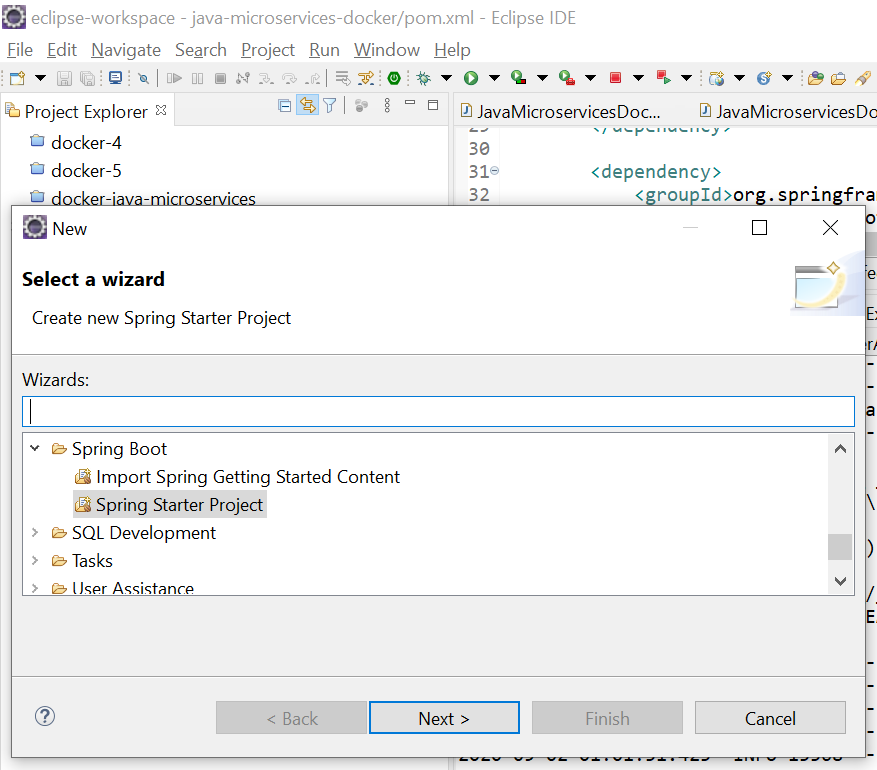 eclipse-workspace - java-microservices-docker/pom.xml - Eclipse IDE
File Edit Navigate Search Project Run Window Help
Project Explorer
JavaMicroservicesDoc...
JavaMicroservicesDo
docker-4
docker-5
docker-java-microservices
29 </dependency>
30
31 <dependency>
32 <groupId>org.springfra
New
Select a wizard
Create new Spring Starter Project
Wizards:
Spring Boot
Import Spring Getting Started Content
Spring Starter Project
SQL Development
Tasks
User Assistance
< Back
Next >
Finish
Cancel